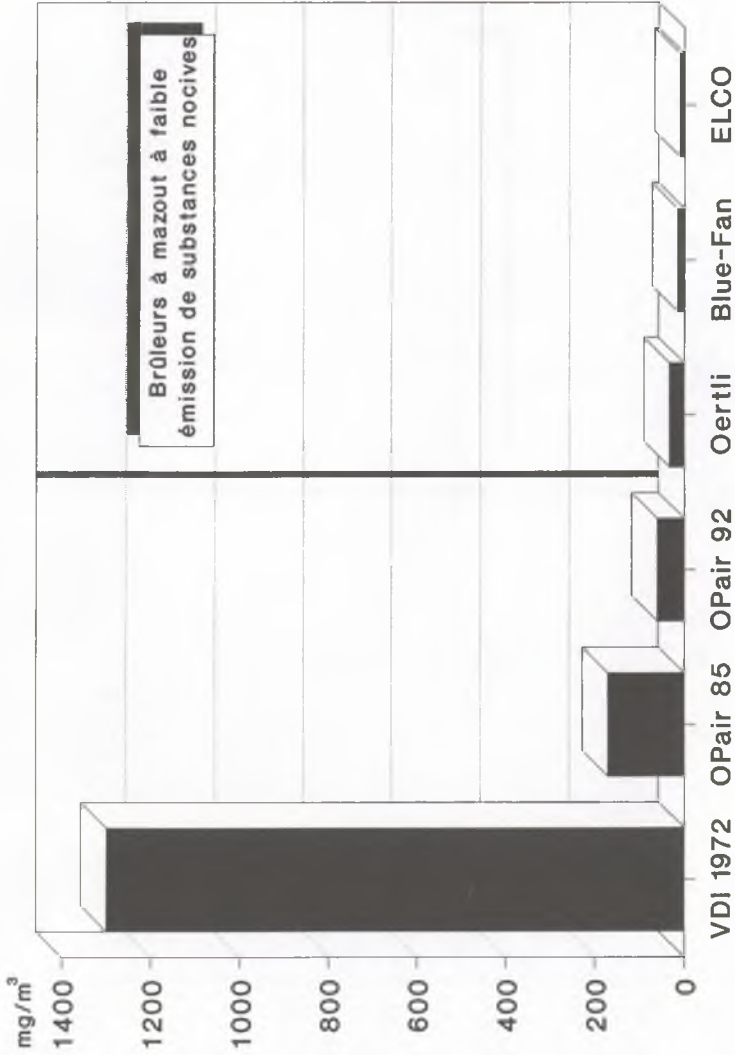 mg/m³
1400
1200
1000
800
600
400
200
0
Brûleurs à mazout à faible
émission de substances nocives
VDI 1972
OPair 85
OPair 92
Oertli
Blue-Fan
ELCO